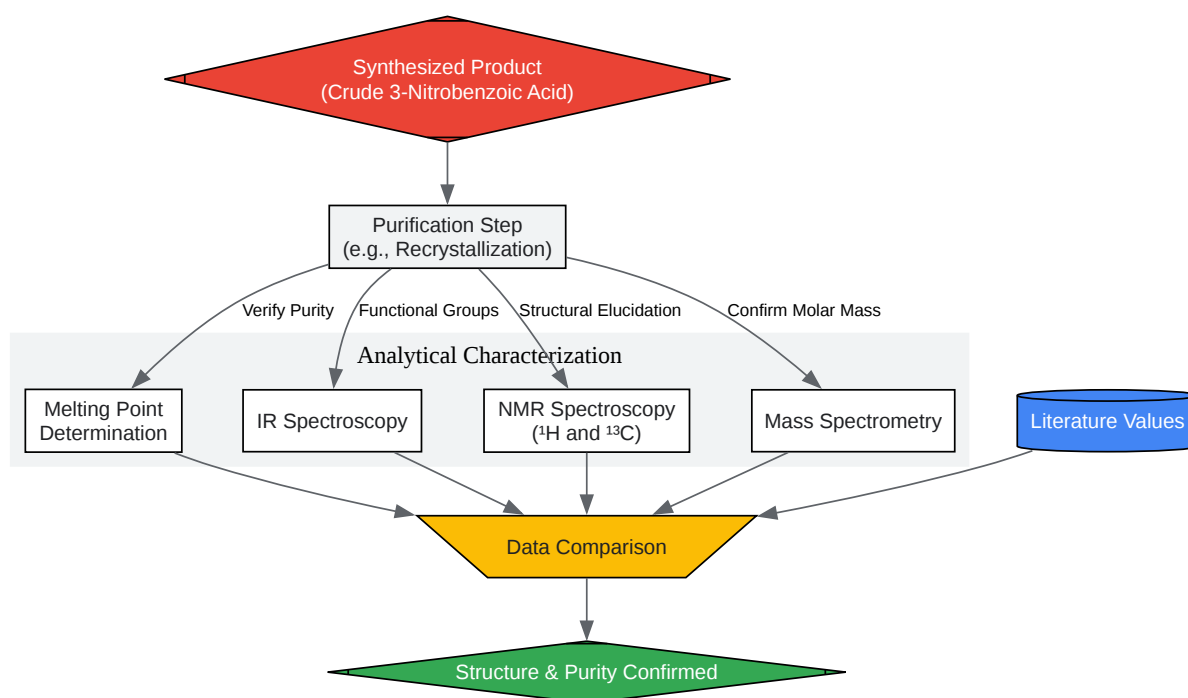 Synthesized Product
(Crude 3-Nitrobenzoic Acid)
Purification Step
(e.g., Recrystallization)
Verify Purity
Functional Groups
Structural Elucidation
Confirm Molar Mass
Analytical Characterization
Melting Point
Determination
IR Spectroscopy
NMR Spectroscopy
(¹H and ¹³C)
Mass Spectrometry
Literature Values
Data Comparison
Structure & Purity Confirmed